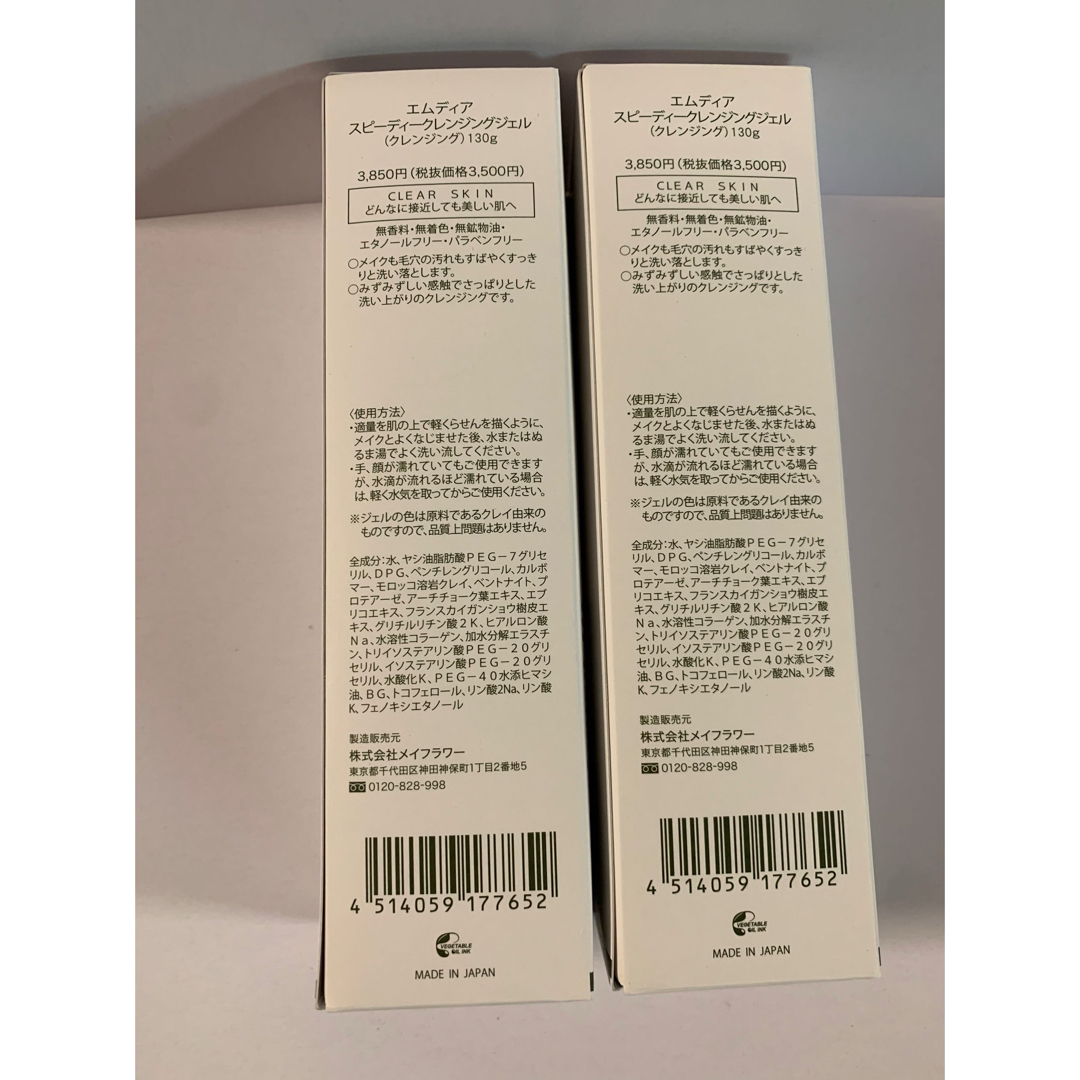 エムディア
スピーディークレンジングジェル
(クレンジング)130g
3,850円(税抜価格3,500円)
CLEAR SKIN
どんなに接近しても美しい肌へ
無香料・無着色・無鉱物油・
エタノールフリー・パラベンフリー
○メイクも毛穴の汚れもすばやくすっき
りと洗い落とします。
○みずみずしい感触でさっぱりとした
洗い上がりのクレンジングです。
〈使用方法〉
・適量を肌の上で軽くらせんを描くように、
メイクとよくなじませた後、水またはぬ
るま湯でよく洗い流してください。
・手、顔が濡れていてもご使用できます
が、水滴が流れるほど濡れている場合
は、軽く水気を取ってからご使用ください。
※ジェルの色は原料であるクレイ由来の
ものですので、品質上問題はありません。
全成分:水、ヤシ油脂肪酸PEG-7グリセ
リル、DPG、ペンチレングリコール、カルボ
マー、モロッコ溶岩クレイ、ベントナイト、プ
ロテアーゼ、アーチチョーク葉エキス、エブ
リコエキス、フランスカイガンショウ樹皮エ
キス、グリチルリチン酸2K、ヒアルロン酸
Na、水溶性コラーゲン、加水分解エラスチ
ン、トリイソステアリン酸PEG-20グリ
セリル、イソステアリン酸PEG-20グリ
セリル、水酸化K、PEG-40水添ヒマシ
油、BG、トコフェロール、リン酸2Na、リン酸
K、フェノキシエタノール
製造販売元
株式会社メイフラワー
東京都千代田区神田神保町1丁目2番地5
0120-828-998
4 514059 177652
VEGETABLE
OIL INK
MADE IN JAPAN
エムディア
スピーディークレンジングジェル
(クレンジング)130g
3,850円(税抜価格3,500円)
CLEAR SKIN
どんなに接近しても美しい肌へ
無香料・無着色・無鉱物油・
エタノールフリー・パラベンフリー
○メイクも毛穴の汚れもすばやくすっき
りと洗い落とします。
○みずみずしい感触でさっぱりとした
洗い上がりのクレンジングです。
〈使用方法〉
・適量を肌の上で軽くらせんを描くように、
メイクとよくなじませた後、水またはぬ
るま湯でよく洗い流してください。
・手、顔が濡れていてもご使用できます
が、水滴が流れるほど濡れている場合
は、軽く水気を取ってからご使用ください。
※ジェルの色は原料であるクレイ由来の
ものですので、品質上問題はありません。
全成分:水、ヤシ油脂肪酸PEG-7グリセ
リル、DPG、ペンチレングリコール、カルボ
マー、モロッコ溶岩クレイ、ベントナイト、プ
ロテアーゼ、アーチチョーク葉エキス、エブ
リコエキス、フランスカイガンショウ樹皮エ
キス、グリチルリチン酸2K、ヒアルロン酸
Na、水溶性コラーゲン、加水分解エラスチ
ン、トリイソステアリン酸PEG-20グリ
セリル、イソステアリン酸PEG-20グリ
セリル、水酸化K、PEG-40水添ヒマシ
油、BG、トコフェロール、リン酸2Na、リン酸
K、フェノキシエタノール
製造販売元
株式会社メイフラワー
東京都千代田区神田神保町1丁目2番地5
0120-828-998
4 514059 177652
VEGETABLE
OIL INK
MADE IN JAPAN